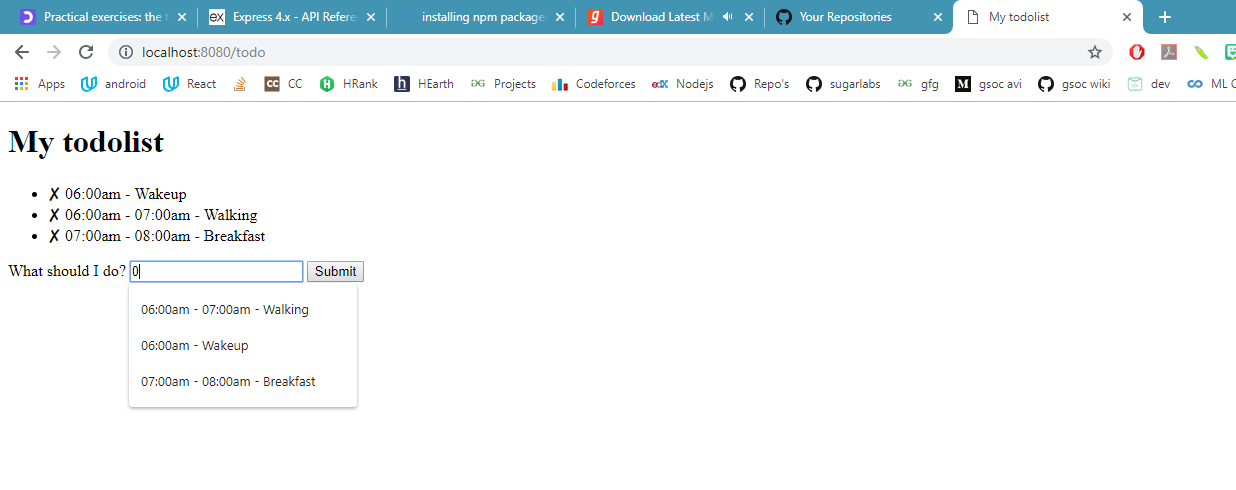 Practical exercises: the t
Express 4.x - API Refere
installing npm package
Download Latest M
Your Repositories
My todolist
localhost:8080/todo
Apps android React CC HRank HEarth Projects Codeforces edX Nodejs Repo's sugarlabs gfg gsoc avi gsoc wiki dev ML C
My todolist
✗ 06:00am - Wakeup
✗ 06:00am - 07:00am - Walking
✗ 07:00am - 08:00am - Breakfast
What should I do? 0 Submit
06:00am - 07:00am - Walking
06:00am - Wakeup
07:00am - 08:00am - Breakfast